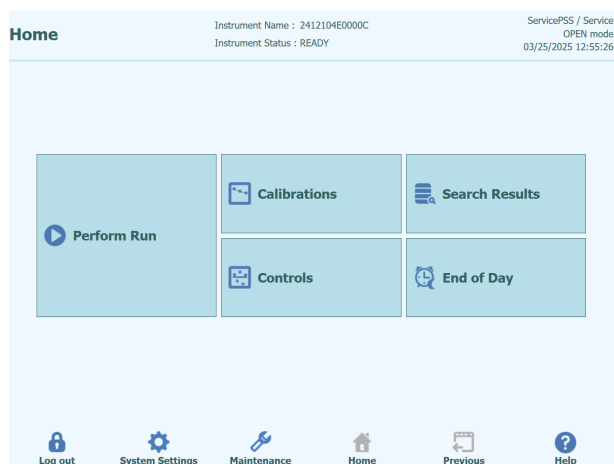 Home
Instrument Name : 2412104E0000C
Instrument Status : READY
ServicePSS / Service
OPEN mode
03/25/2025 12:55:26
Perform Run
Calibrations
Search Results
Controls
End of Day
Log out
System Settings
Maintenance
Home
Previous
Help